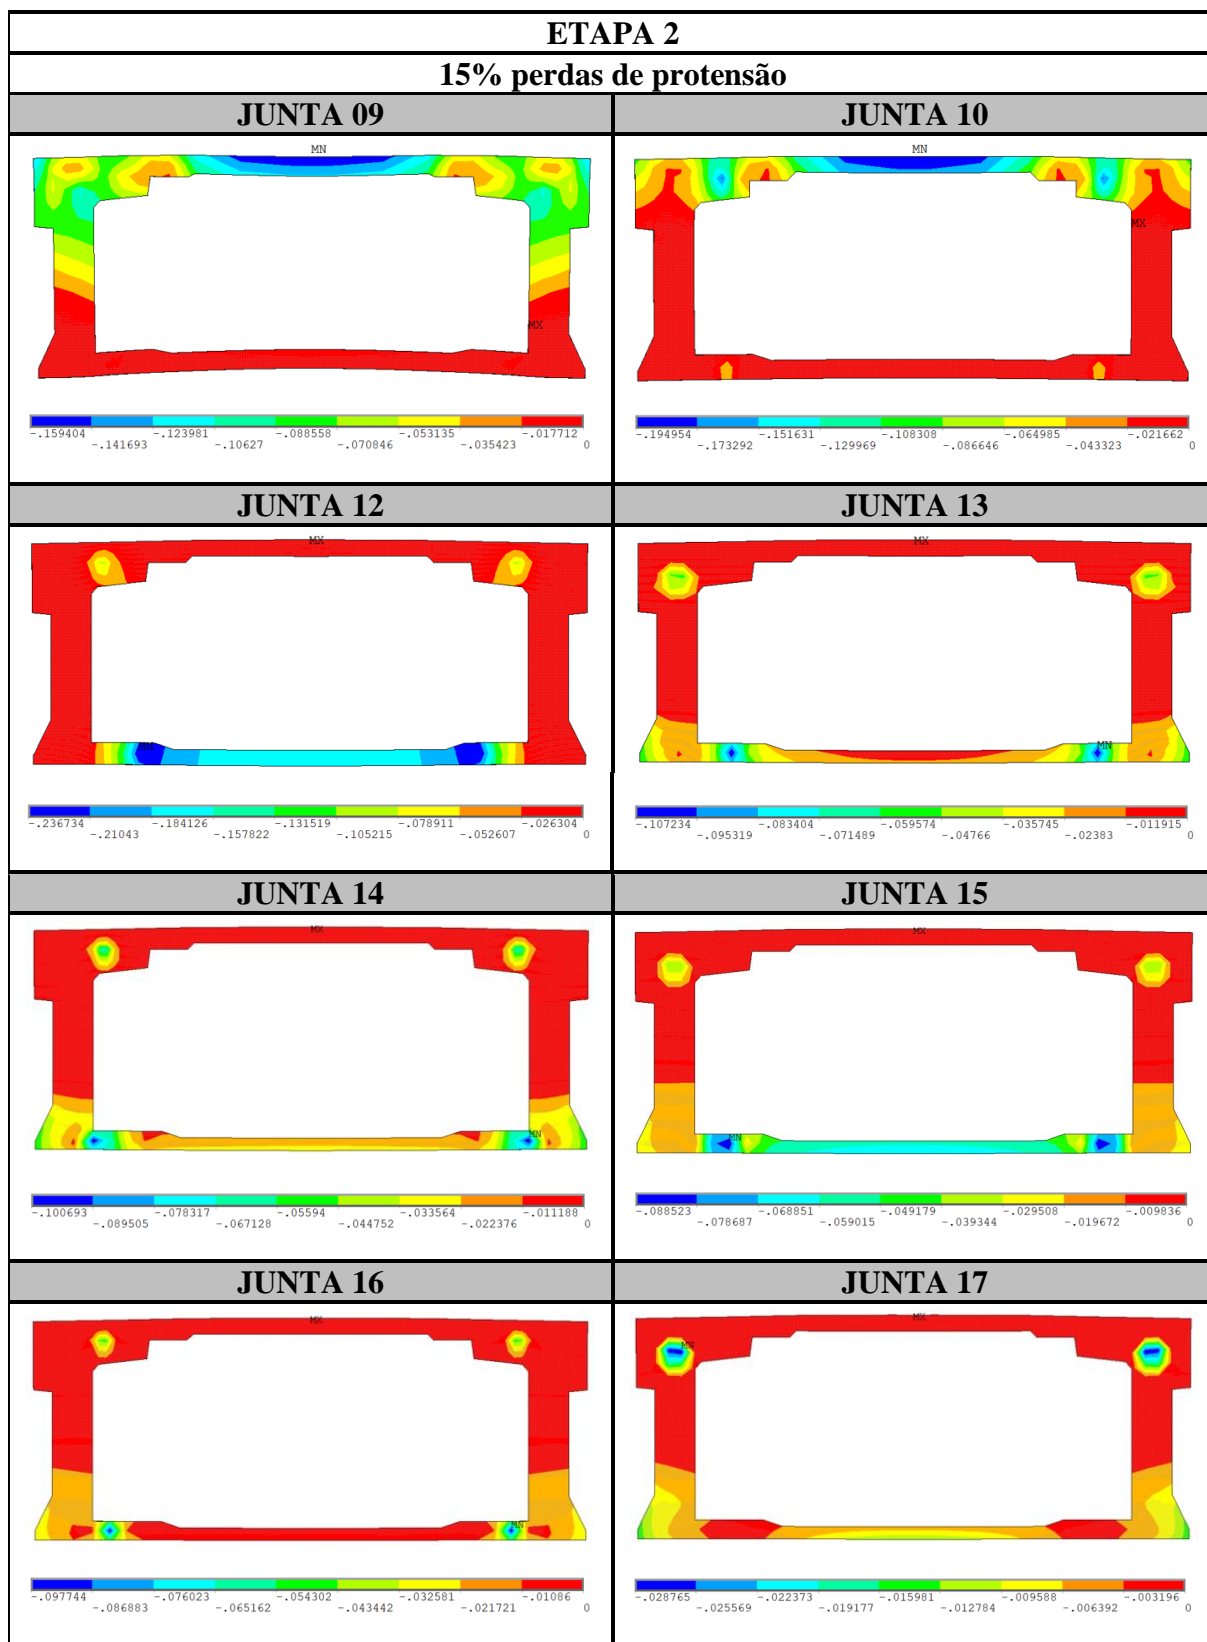 ETAPA 2
15% perdas de protensão
JUNTA 09 JUNTA 10
MN
MX
-.159404 -.123981 -.088558 -.053135 -.017712
-.141693 -.10627 -.070846 -.035423 0
MN
MX
-.194954 -.151631 -.108308 -.064985 -.021662
-.173292 -.129969 -.086646 -.043323 0
JUNTA 12 JUNTA 13
MX
MN
-.236734 -.184126 -.131519 -.078911 -.026304
-.21043 -.157822 -.105215 -.052607 0
MX
MN
-.107234 -.083404 -.059574 -.035745 -.011915
-.095319 -.071489 -.04766 -.02383 0
JUNTA 14 JUNTA 15
MX
MN
-.100693 -.078317 -.05594 -.033564 -.011188
-.089505 -.067128 -.044752 -.022376 0
MX
MN
-.088523 -.068851 -.049179 -.029508 -.009836
-.078687 -.059015 -.039344 -.019672 0
JUNTA 16 JUNTA 17
MX
MN
-.097744 -.076023 -.054302 -.032581 -.01086
-.086883 -.065162 -.043442 -.021721 0
MX
MN
-.028765 -.022373 -.015981 -.009588 -.003196
-.025569 -.019177 -.012784 -.006392 0